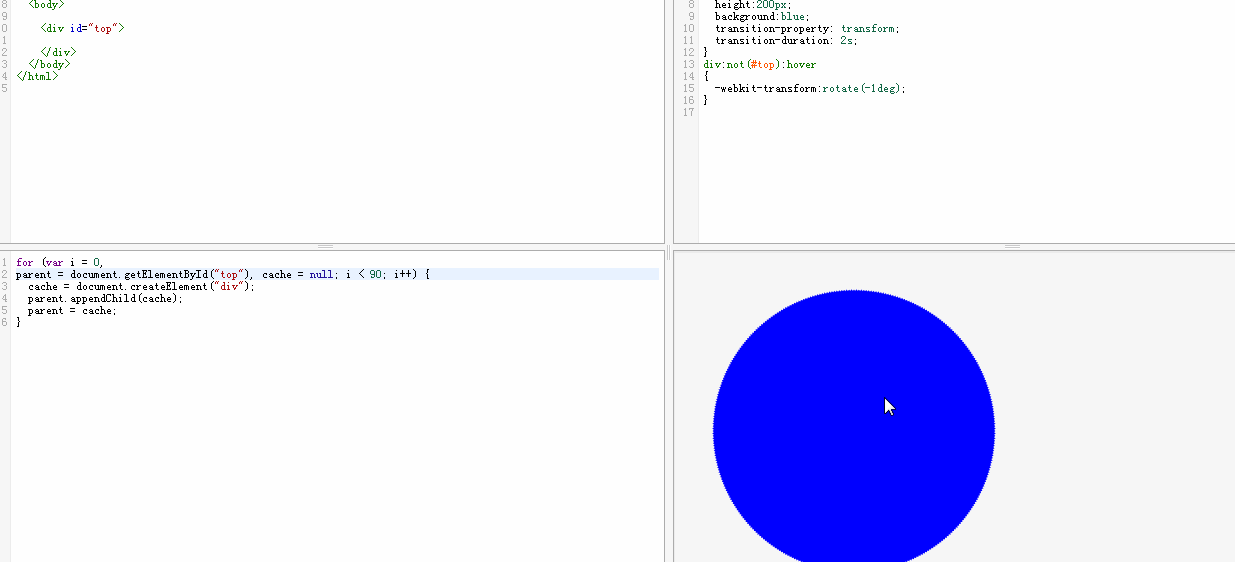 8   <body>
9
0     <div id="top">
1
2     </div>
3   </body>
4 </html>
5
8   height:200px;
9   background:blue;
10   transition-property: transform;
11   transition-duration: 2s;
12 }
13 div:not(#top):hover
14 {
15   -webkit-transform:rotate(-1deg);
16 }
17
1 for (var i = 0,
2 parent = document.getElementById("top"), cache = null; i < 90; i++) {
3   cache = document.createElement("div");
4   parent.appendChild(cache);
5   parent = cache;
6 }